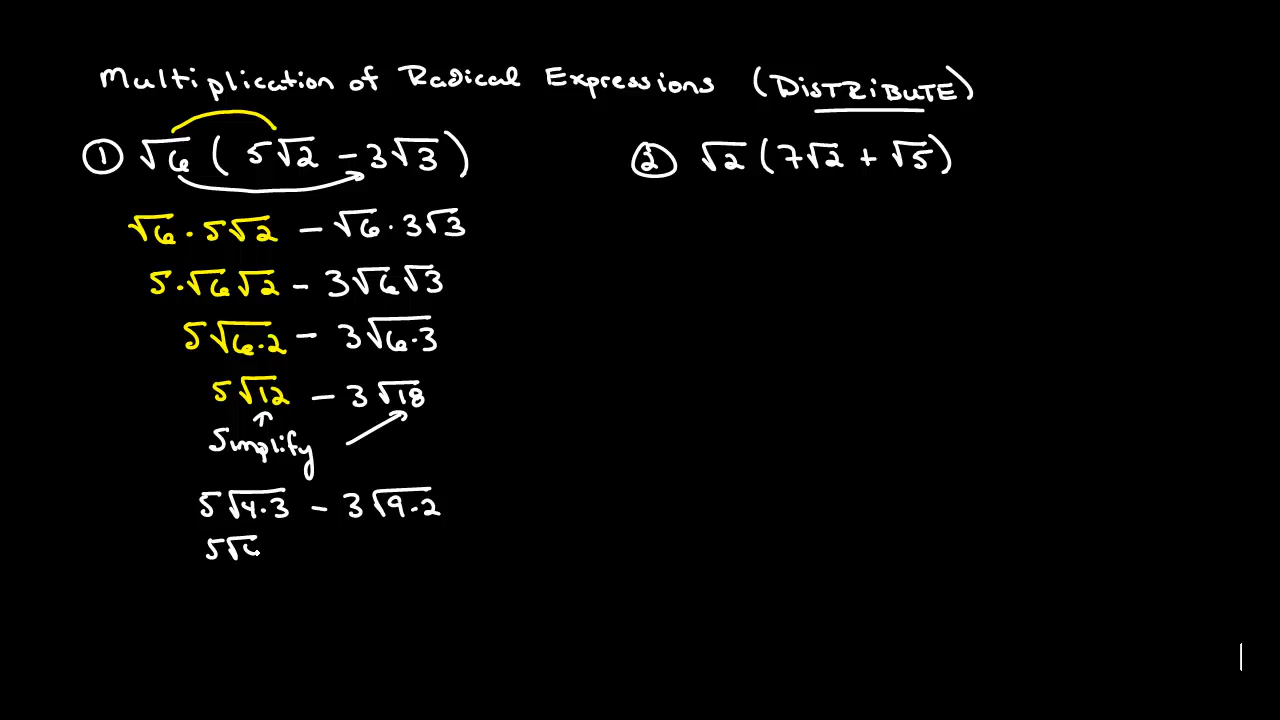 Multiplication of Radical Expressions (DISTRIBUTE)
① √6 ( 5√2 − 3√3 )
√6 · 5√2 − √6 · 3√3
5 · √6 √2 − 3√6 √3
5√6·2 − 3√6·3
5√12 − 3√18
Simplify
5√4·3 − 3√9·2
5√
② √2 ( 7√2 + √5 )